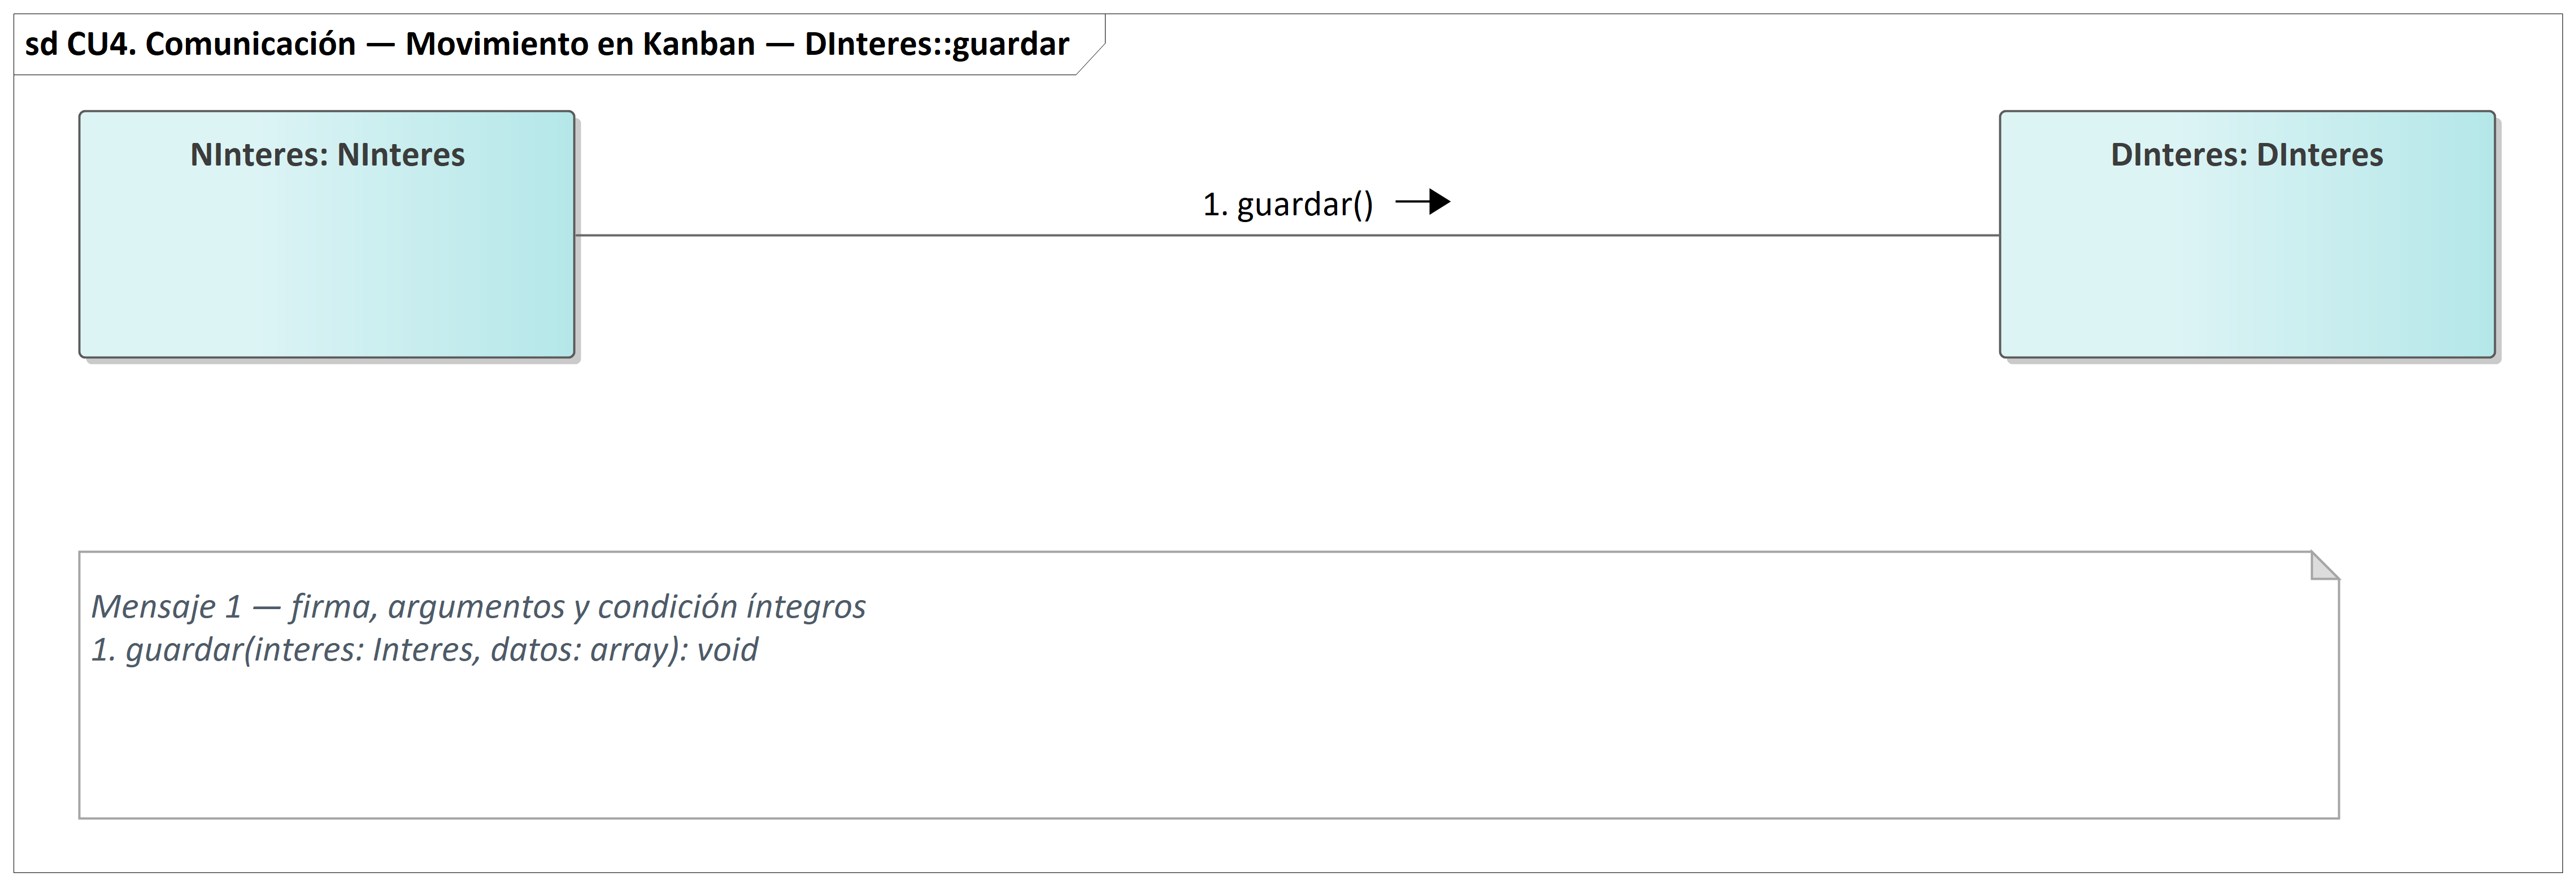 sd CU4. Comunicación — Movimiento en Kanban — DInteres::guardar
NInteres: NInteres
DInteres: DInteres
1. guardar()
Mensaje 1 — firma, argumentos y condición íntegros
1. guardar(interes: Interes, datos: array): void